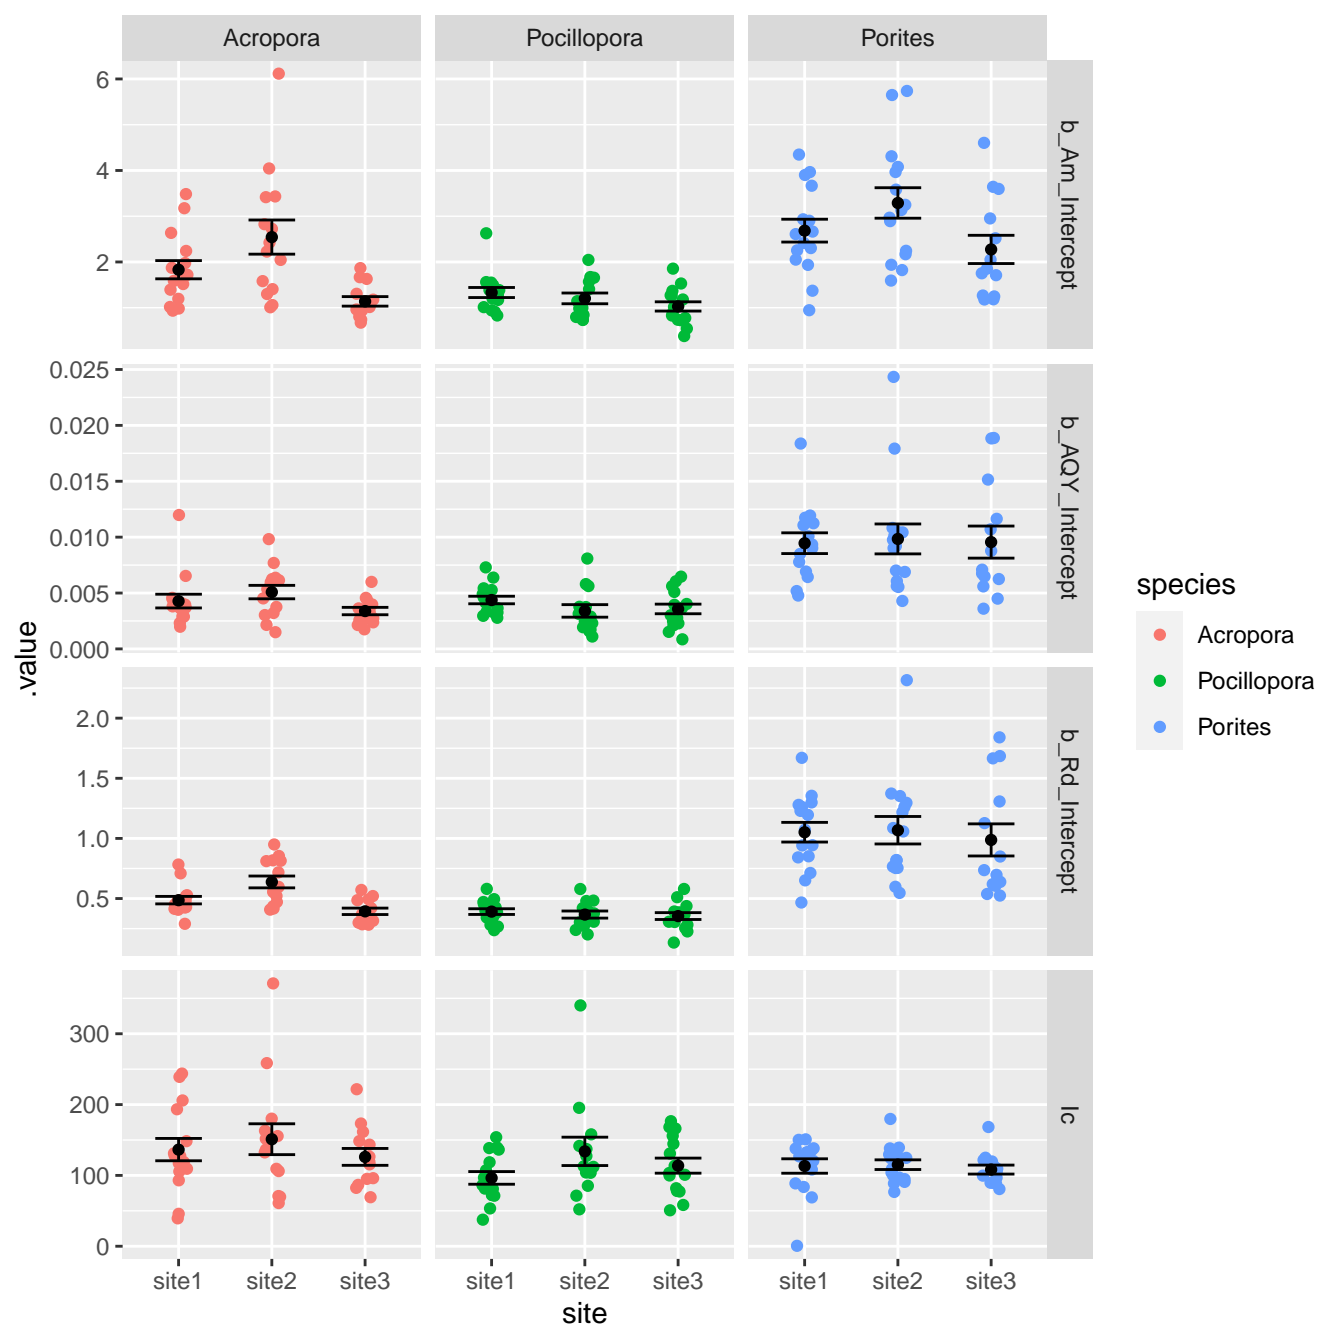 Acropora
Pocillopora
Porites
6
4
2
b_Am_Intercept
0.025
0.020
0.015
0.010
0.005
0.000
b_AQY_Intercept
2.0
1.5
1.0
0.5
b_Rd_Intercept
300
200
100
0
Ic
.value
site1
site2
site3
site1
site2
site3
site1
site2
site3
site
species
Acropora
Pocillopora
Porites